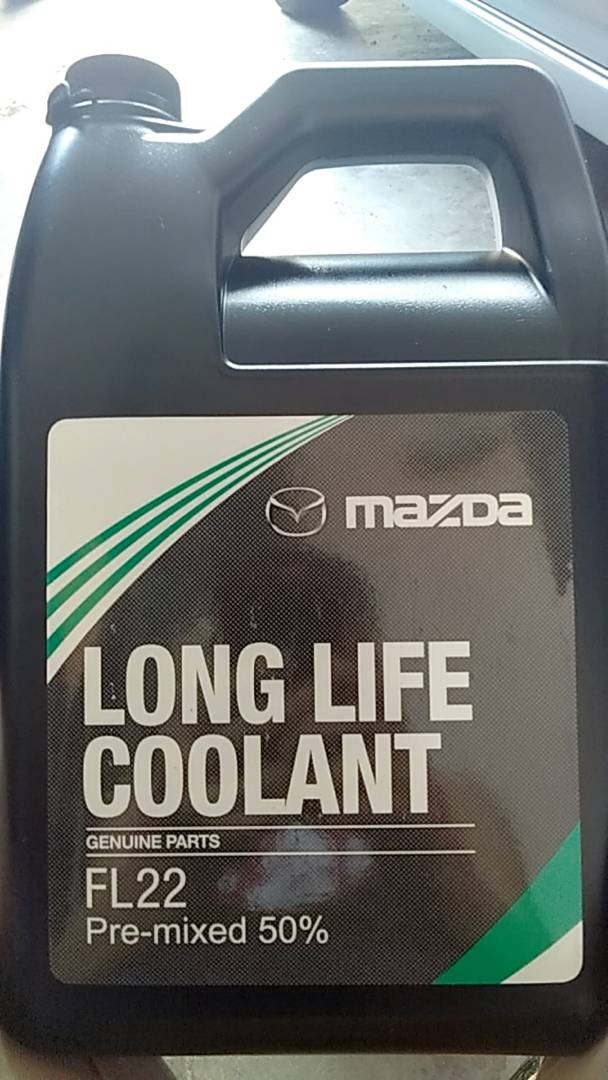 mazda
LONG LIFE
COOLANT
GENUINE PARTS
FL22
Pre-mixed 50%